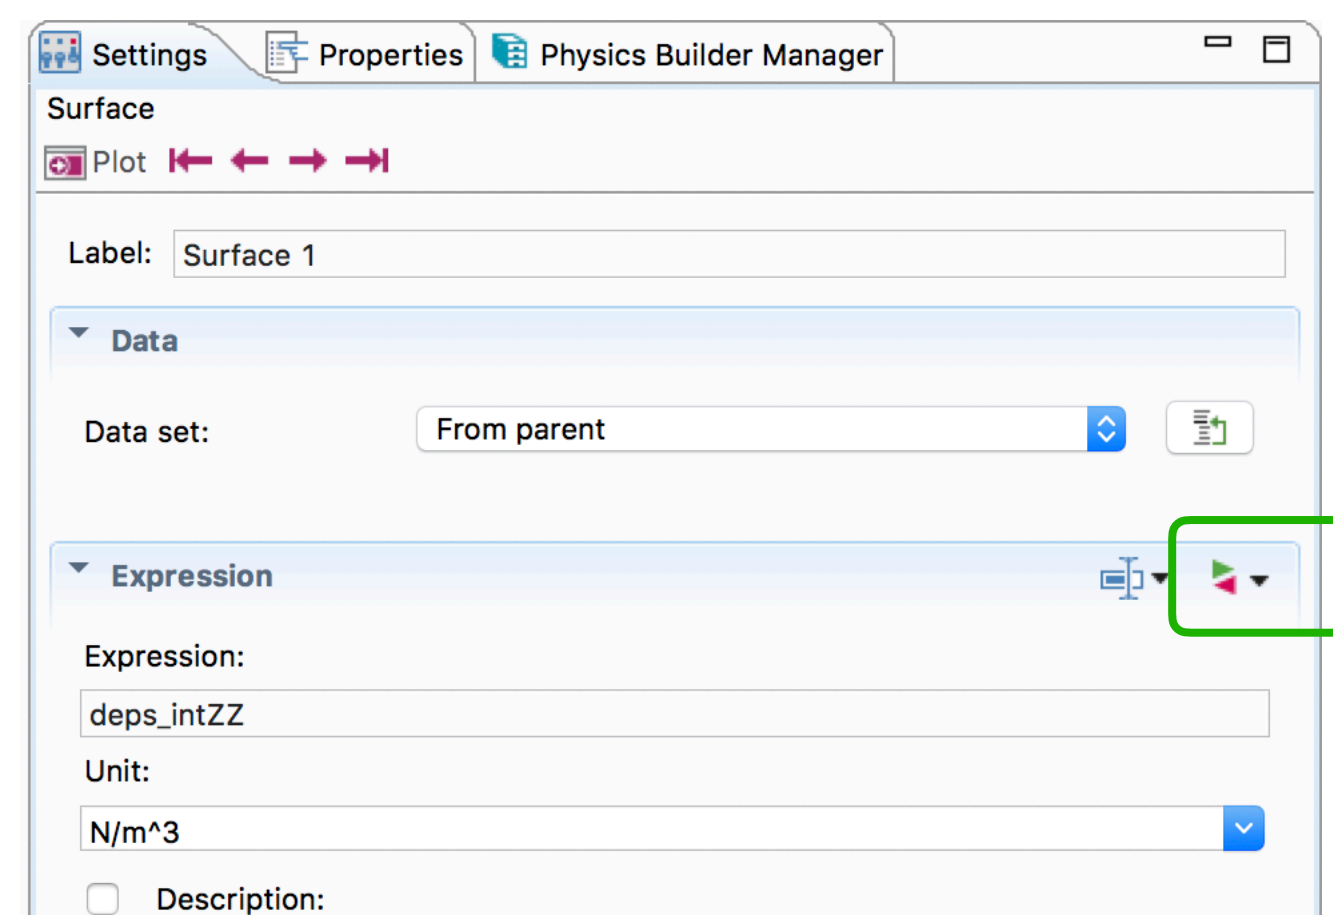 Settings Properties Physics Builder Manager
Surface
Plot
Label: Surface 1
Data
Data set: From parent
Expression
Expression:
deps_intZZ
Unit:
N/m^3
Description: